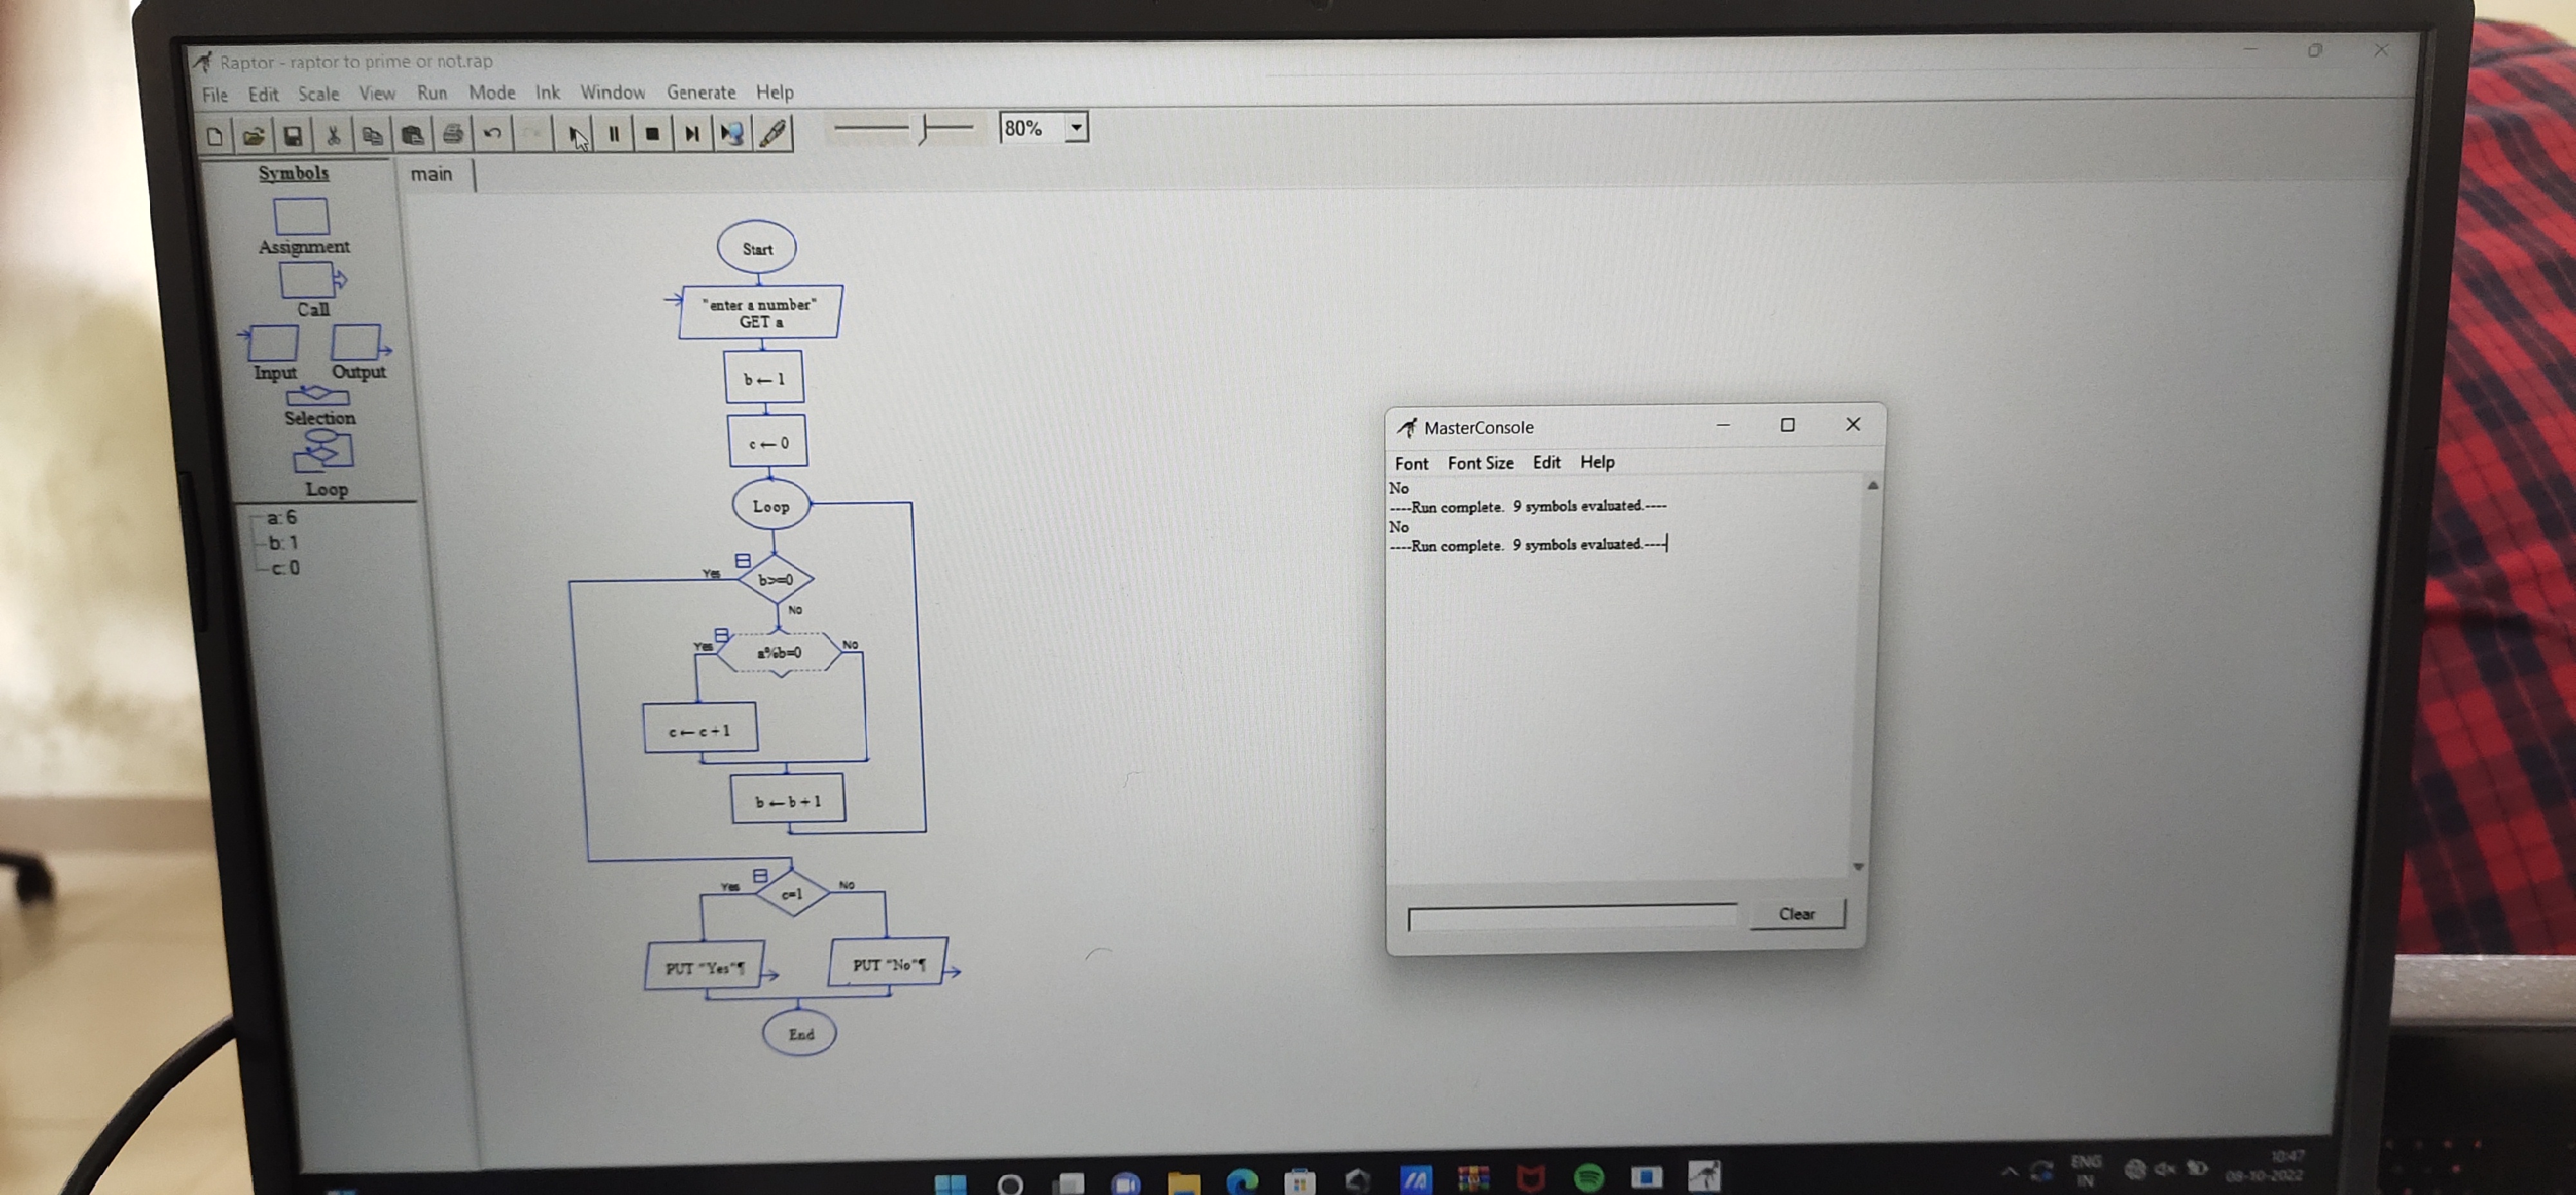 Raptor - raptor to prime or not.rap
File Edit Scale View Run Mode Ink Window Generate Help
80%
Symbols
main
Assignment
Call
Input Output
Selection
Loop
a: 6
b: 1
c: 0
Start
"enter a number"
GET a
b ← 1
c ← 0
Loop
Yes
b>=0
No
Yes
a%b=0
No
c ← c + 1
b ← b + 1
Yes
c=1
No
PUT "Yes"¶
PUT "No"¶
End
MasterConsole
Font Font Size Edit Help
No
----Run complete. 9 symbols evaluated.----
No
----Run complete. 9 symbols evaluated.----
Clear
ENG
IN
10:47
08-10-2022